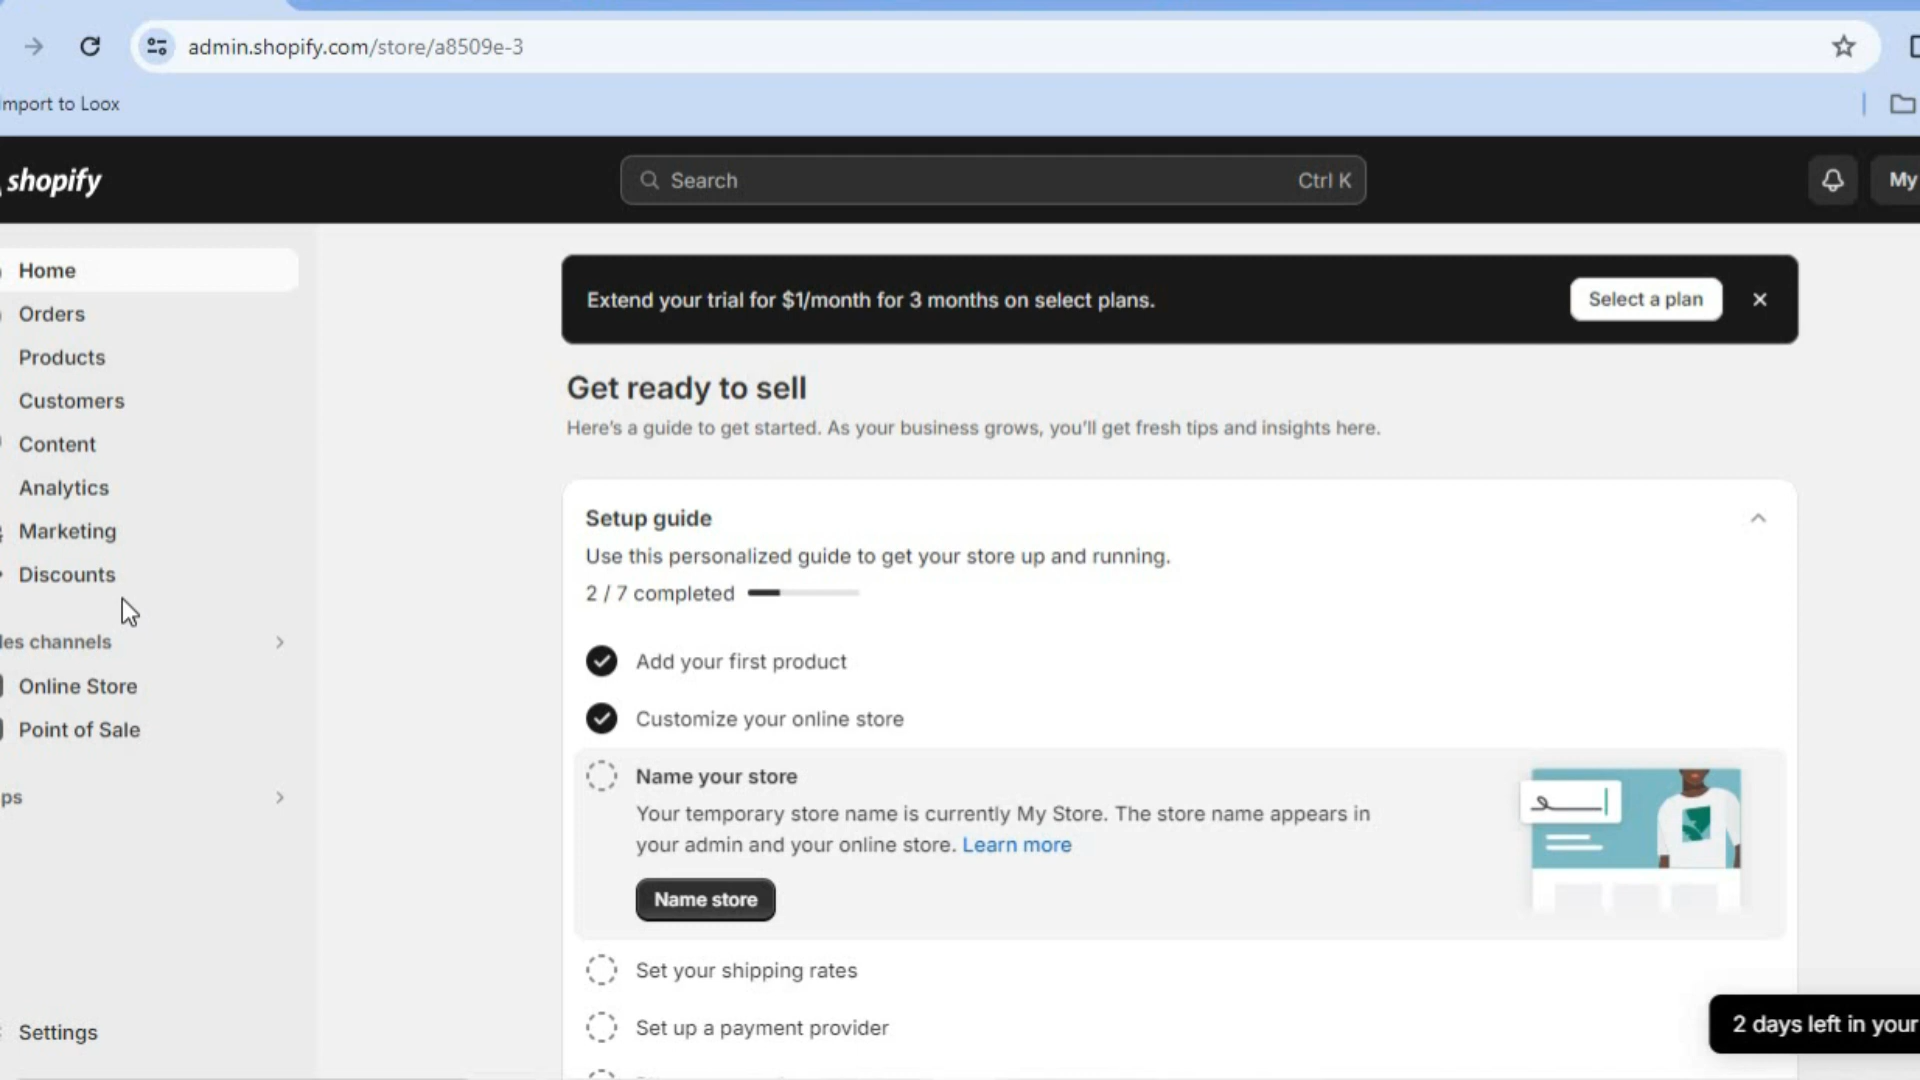 admin.shopify.com/store/a8509e-3
mport to Loox
shopify
Search
Ctrl K
My
Home
Orders
Products
Customers
Content
Analytics
Marketing
Discounts
les channels
Online Store
Point of Sale
ps
Settings
Extend your trial for $1/month for 3 months on select plans.
Select a plan
Get ready to sell
Here's a guide to get started. As your business grows, you'll get fresh tips and insights here.
Setup guide
Use this personalized guide to get your store up and running.
2 / 7 completed
Add your first product
Customize your online store
Name your store
Your temporary store name is currently My Store. The store name appears in
your admin and your online store. Learn more
Name store
Set your shipping rates
Set up a payment provider
2 days left in your